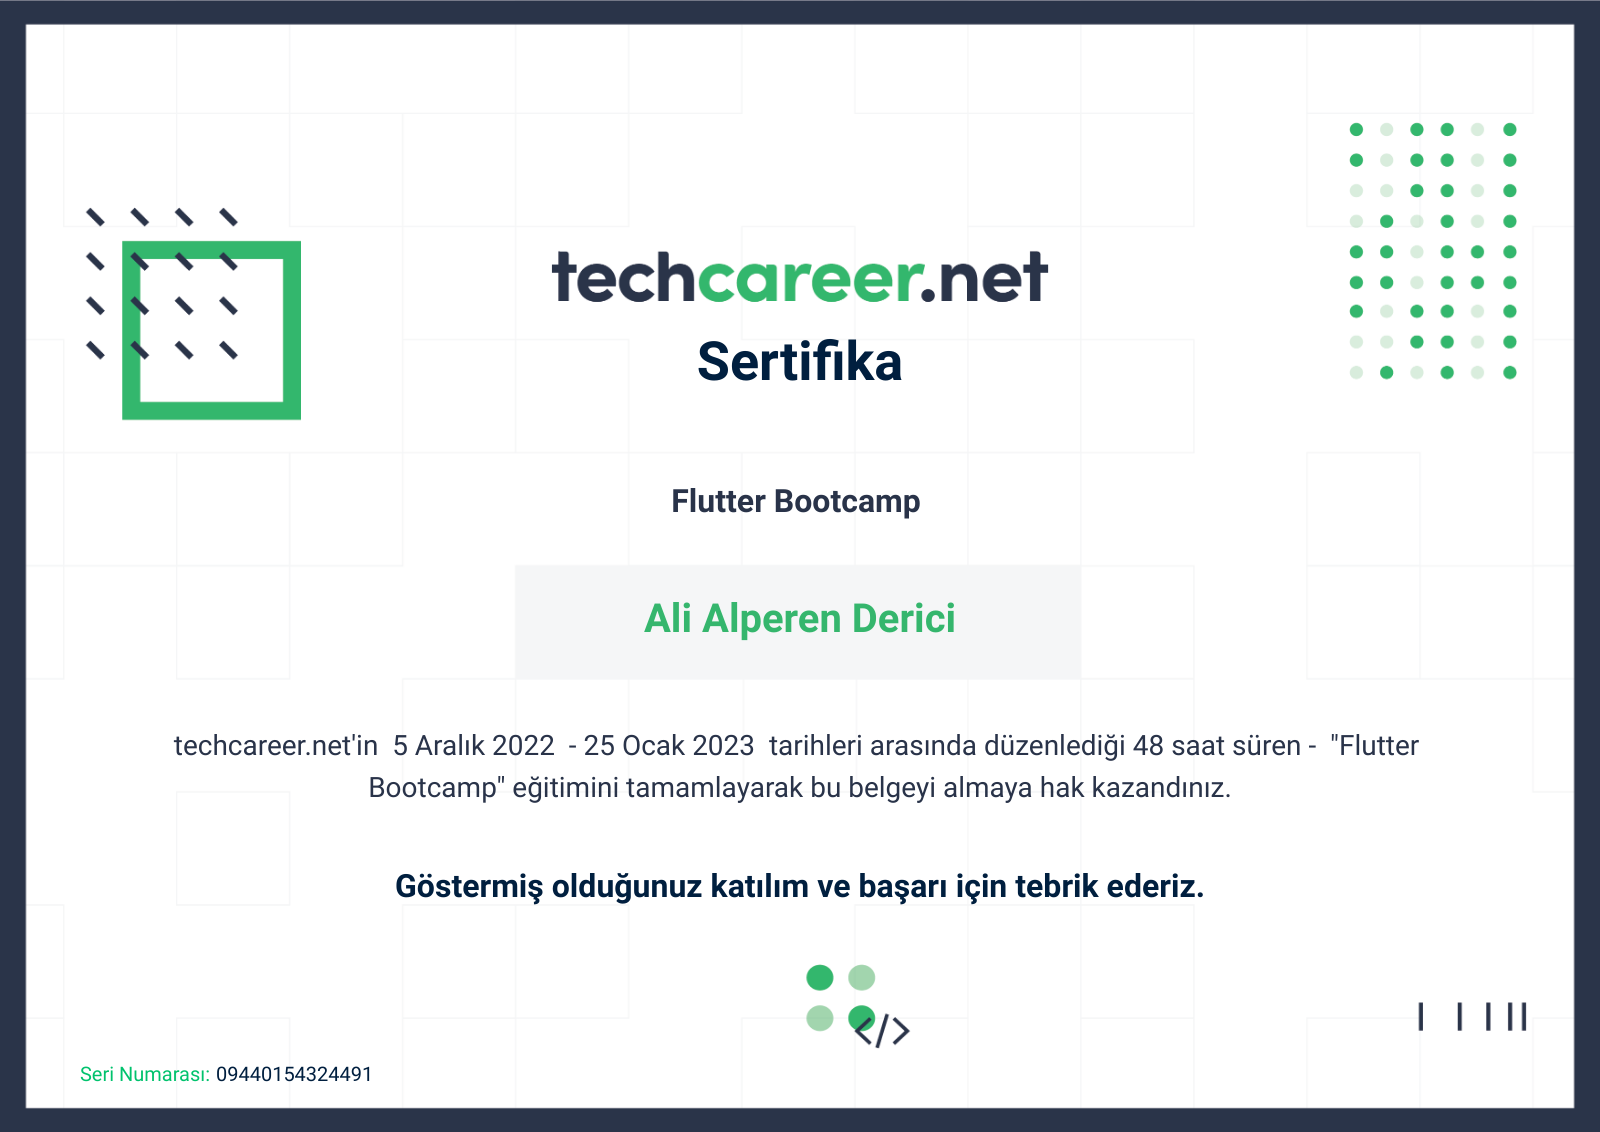 techcareer.net
Sertifika
Flutter Bootcamp
Ali Alperen Derici
techcareer.net'in 5 Aralık 2022 - 25 Ocak 2023 tarihleri arasında düzenlediği 48 saat süren - "Flutter
Bootcamp" eğitimini tamamlayarak bu belgeyi almaya hak kazandınız.
Göstermiş olduğunuz katılım ve başarı için tebrik ederiz.
</>
Seri Numarası: 09440154324491